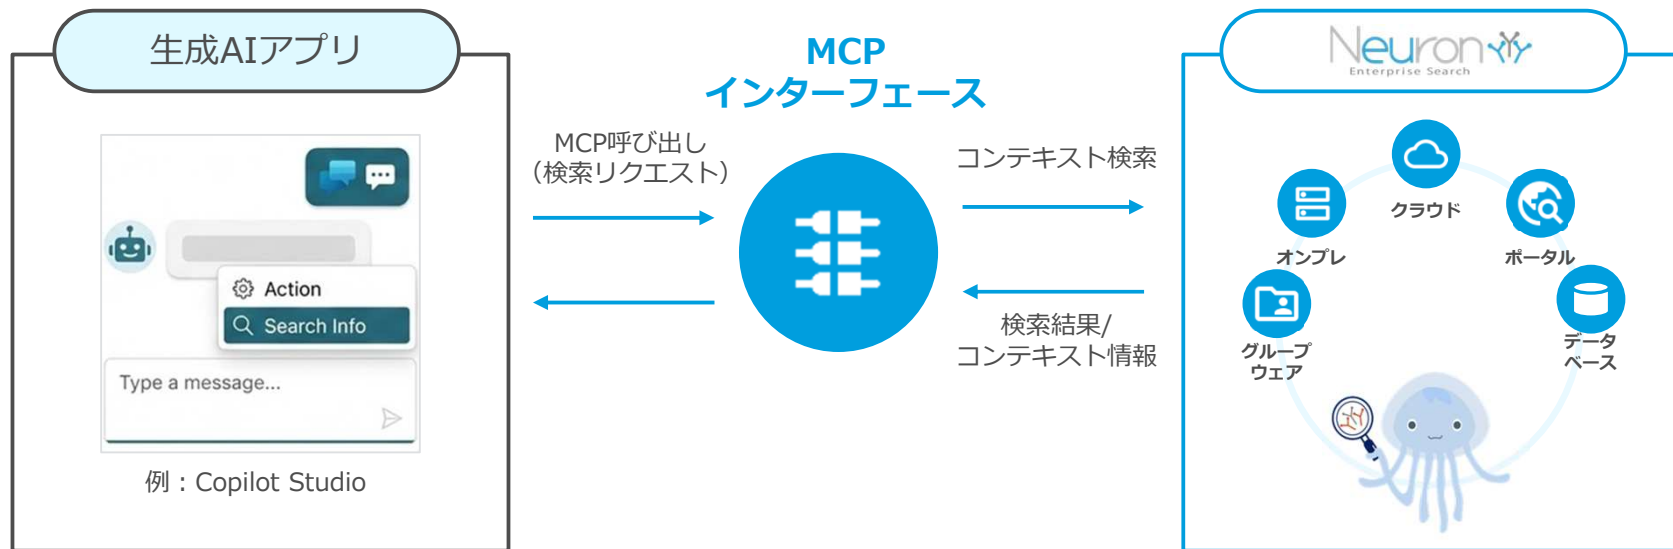 生成AIアプリ
Action
Search Info
Type a message...
例：Copilot Studio
MCP
インターフェース
MCP呼び出し
（検索リクエスト）
コンテキスト検索
検索結果/
コンテキスト情報
Neuron
Enterprise Search
クラウド
オンプレ
ポータル
グループ
ウェア
データ
ベース